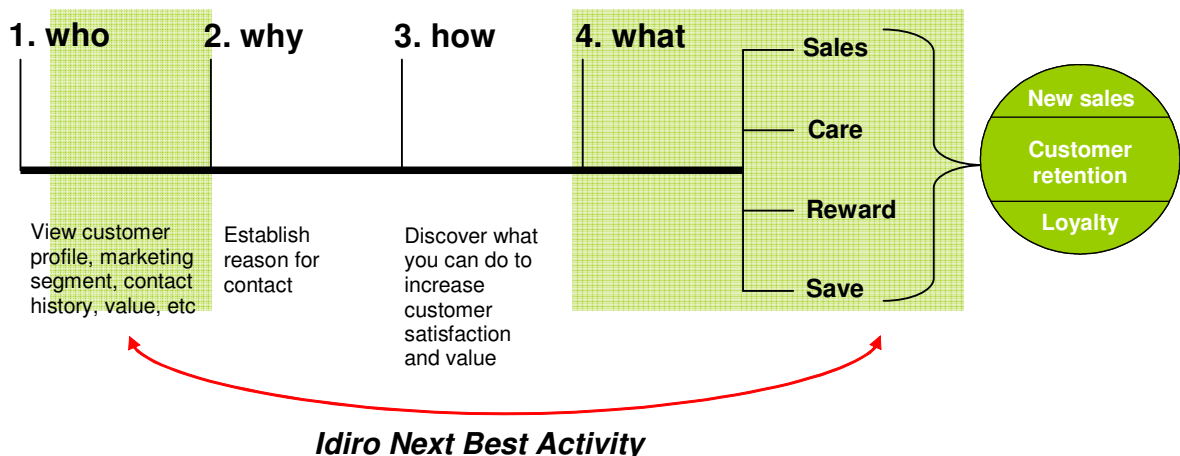 1. who
2. why
3. how
4. what
View customer
profile, marketing
segment, contact
history, value, etc
Establish
reason for
contact
Discover what
you can do to
increase
customer
satisfaction
and value
Sales
Care
Reward
Save
New sales
Customer
retention
Loyalty
Idiro Next Best Activity